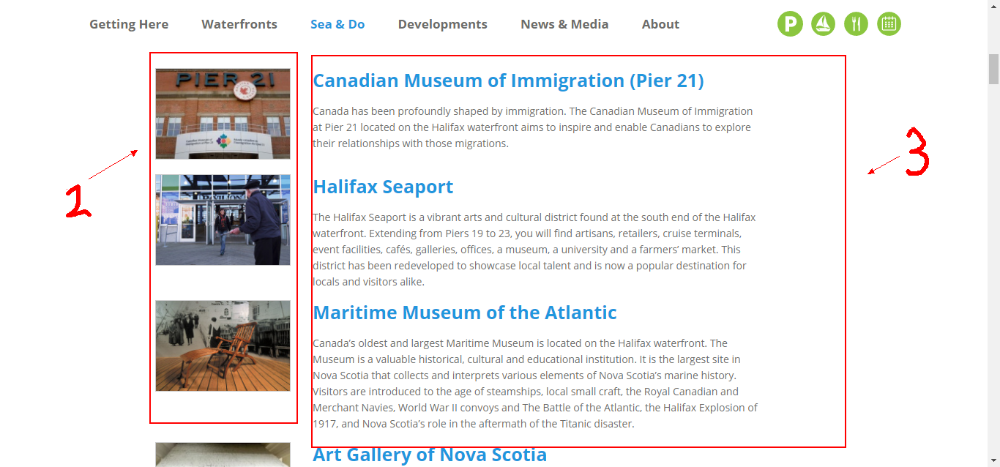 Getting Here Waterfronts Sea & Do Developments News & Media About P
PIER 21
Canadian Museum of Immigration (Pier 21)
Canada has been profoundly shaped by immigration. The Canadian Museum of Immigration
at Pier 21 located on the Halifax waterfront aims to inspire and enable Canadians to explore
their relationships with those migrations.
2
3
PAVILION
Halifax Seaport
The Halifax Seaport is a vibrant arts and cultural district found at the south end of the Halifax
waterfront. Extending from Piers 19 to 23, you will find artisans, retailers, cruise terminals,
event facilities, cafés, galleries, offices, a museum, a university and a farmers’ market. This
district has been redeveloped to showcase local talent and is now a popular destination for
locals and visitors alike.
Maritime Museum of the Atlantic
Canada’s oldest and largest Maritime Museum is located on the Halifax waterfront. The
Museum is a valuable historical, cultural and educational institution. It is the largest site in
Nova Scotia that collects and interprets various elements of Nova Scotia’s marine history.
Visitors are introduced to the age of steamships, local small craft, the Royal Canadian and
Merchant Navies, World War II convoys and The Battle of the Atlantic, the Halifax Explosion of
1917, and Nova Scotia’s role in the aftermath of the Titanic disaster.
Art Gallery of Nova Scotia